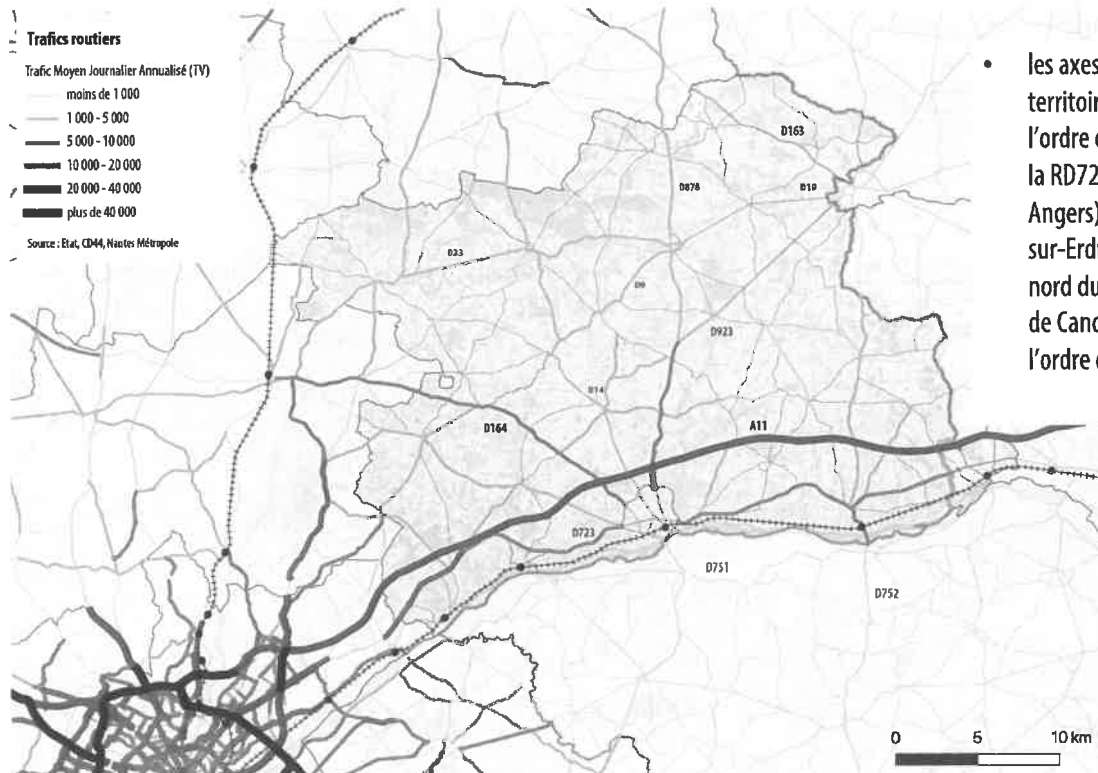 Trafics routiers
Trafic Moyen Journalier Annualisé (TV)
moins de 1 000
1 000 - 5 000
5 000 - 10 000
10 000 - 20 000
20 000 - 40 000
plus de 40 000
Source : Etat, CD44, Nantes Métropole
• les axes
territoir
l'ordre
la RD72
Angers)
sur-Erd
nord du
de Canc
l'ordre
D163
D878
D19
D33
D9
D923
D14
D164
A11
D723
D751
D752
0 5 10 km